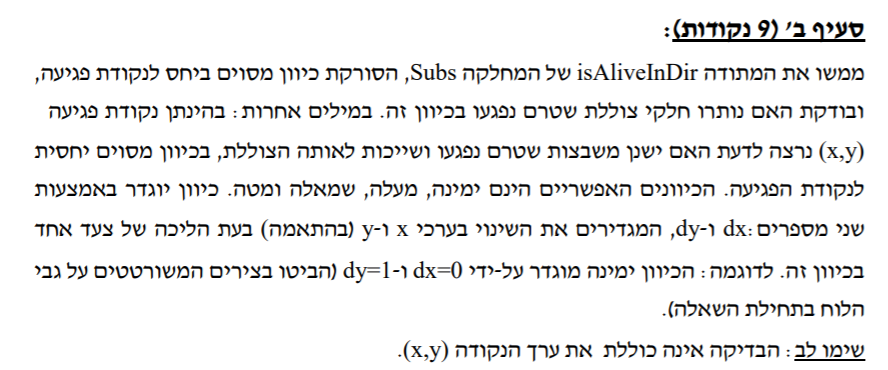 סעיף ב' (9 נקודות):
ממשו את המתודה isAliveInDir של המחלקה Subs, הסורקת כיוון מסוים ביחס לנקודת פגיעה,
ובודקת האם נותרו חלקי צוללת שטרם נפגעו בכיוון זה. במילים אחרות: בהינתן נקודת פגיעה
(x,y) נרצה לדעת האם ישנן משבצות שטרם נפגעו ושייכות לאותה הצוללת, בכיוון מסוים יחסית
לנקודת הפגיעה. הכיוונים האפשריים הינם ימינה, מעלה, שמאלה ומטה. כיוון יוגדר באמצעות
שני מספרים: dx ו-dy, המגדירים את השינוי בערכי x ו-y (בהתאמה) בעת הליכה של צעד אחד
בכיוון זה. לדוגמה: הכיוון ימינה מוגדר על-ידי dx=0 ו-dy=1 (הביטו בצירים המשורטטים על גבי
הלוח בתחילת השאלה).
שימו לב: הבדיקה אינה כוללת את ערך הנקודה (x,y).